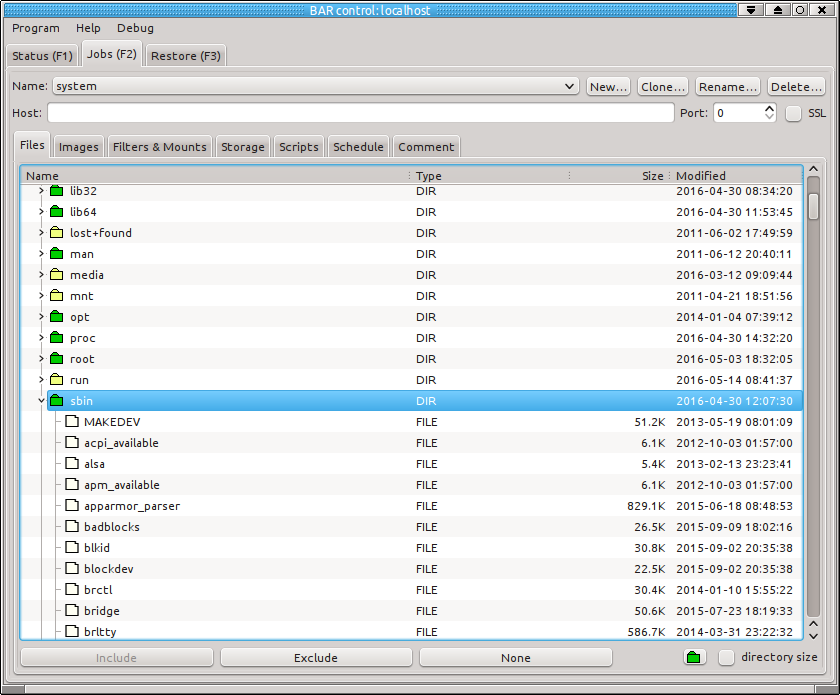 BAR control: localhost
Program Help Debug
Status (F1) Jobs (F2) Restore (F3)
Name: system New... Clone... Rename... Delete...
Host: Port: 0 SSL
Files Images Filters & Mounts Storage Scripts Schedule Comment
Name Type Size Modified
lib32 DIR 2016-04-30 08:34:20
lib64 DIR 2016-04-30 11:53:45
lost+found DIR 2011-06-02 17:49:59
man DIR 2011-06-12 20:40:11
media DIR 2016-03-12 09:09:44
mnt DIR 2011-04-21 18:51:56
opt DIR 2014-01-04 07:39:12
proc DIR 2016-04-30 14:32:20
root DIR 2016-05-03 18:32:05
run DIR 2016-05-14 08:41:37
sbin DIR 2016-04-30 12:07:30
MAKEDEV FILE 51.2K 2013-05-19 08:01:09
acpi_available FILE 6.1K 2012-10-03 01:57:00
alsa FILE 5.4K 2013-02-13 23:23:41
apm_available FILE 6.1K 2012-10-03 01:57:00
apparmor_parser FILE 829.1K 2015-06-18 08:48:53
badblocks FILE 26.5K 2015-09-09 18:02:16
blkid FILE 30.8K 2015-09-02 20:35:38
blockdev FILE 22.5K 2015-09-02 20:35:38
brctl FILE 30.4K 2014-01-10 15:55:22
bridge FILE 50.6K 2015-07-23 18:19:33
brltty FILE 586.7K 2014-03-31 23:22:32
Include Exclude None directory size